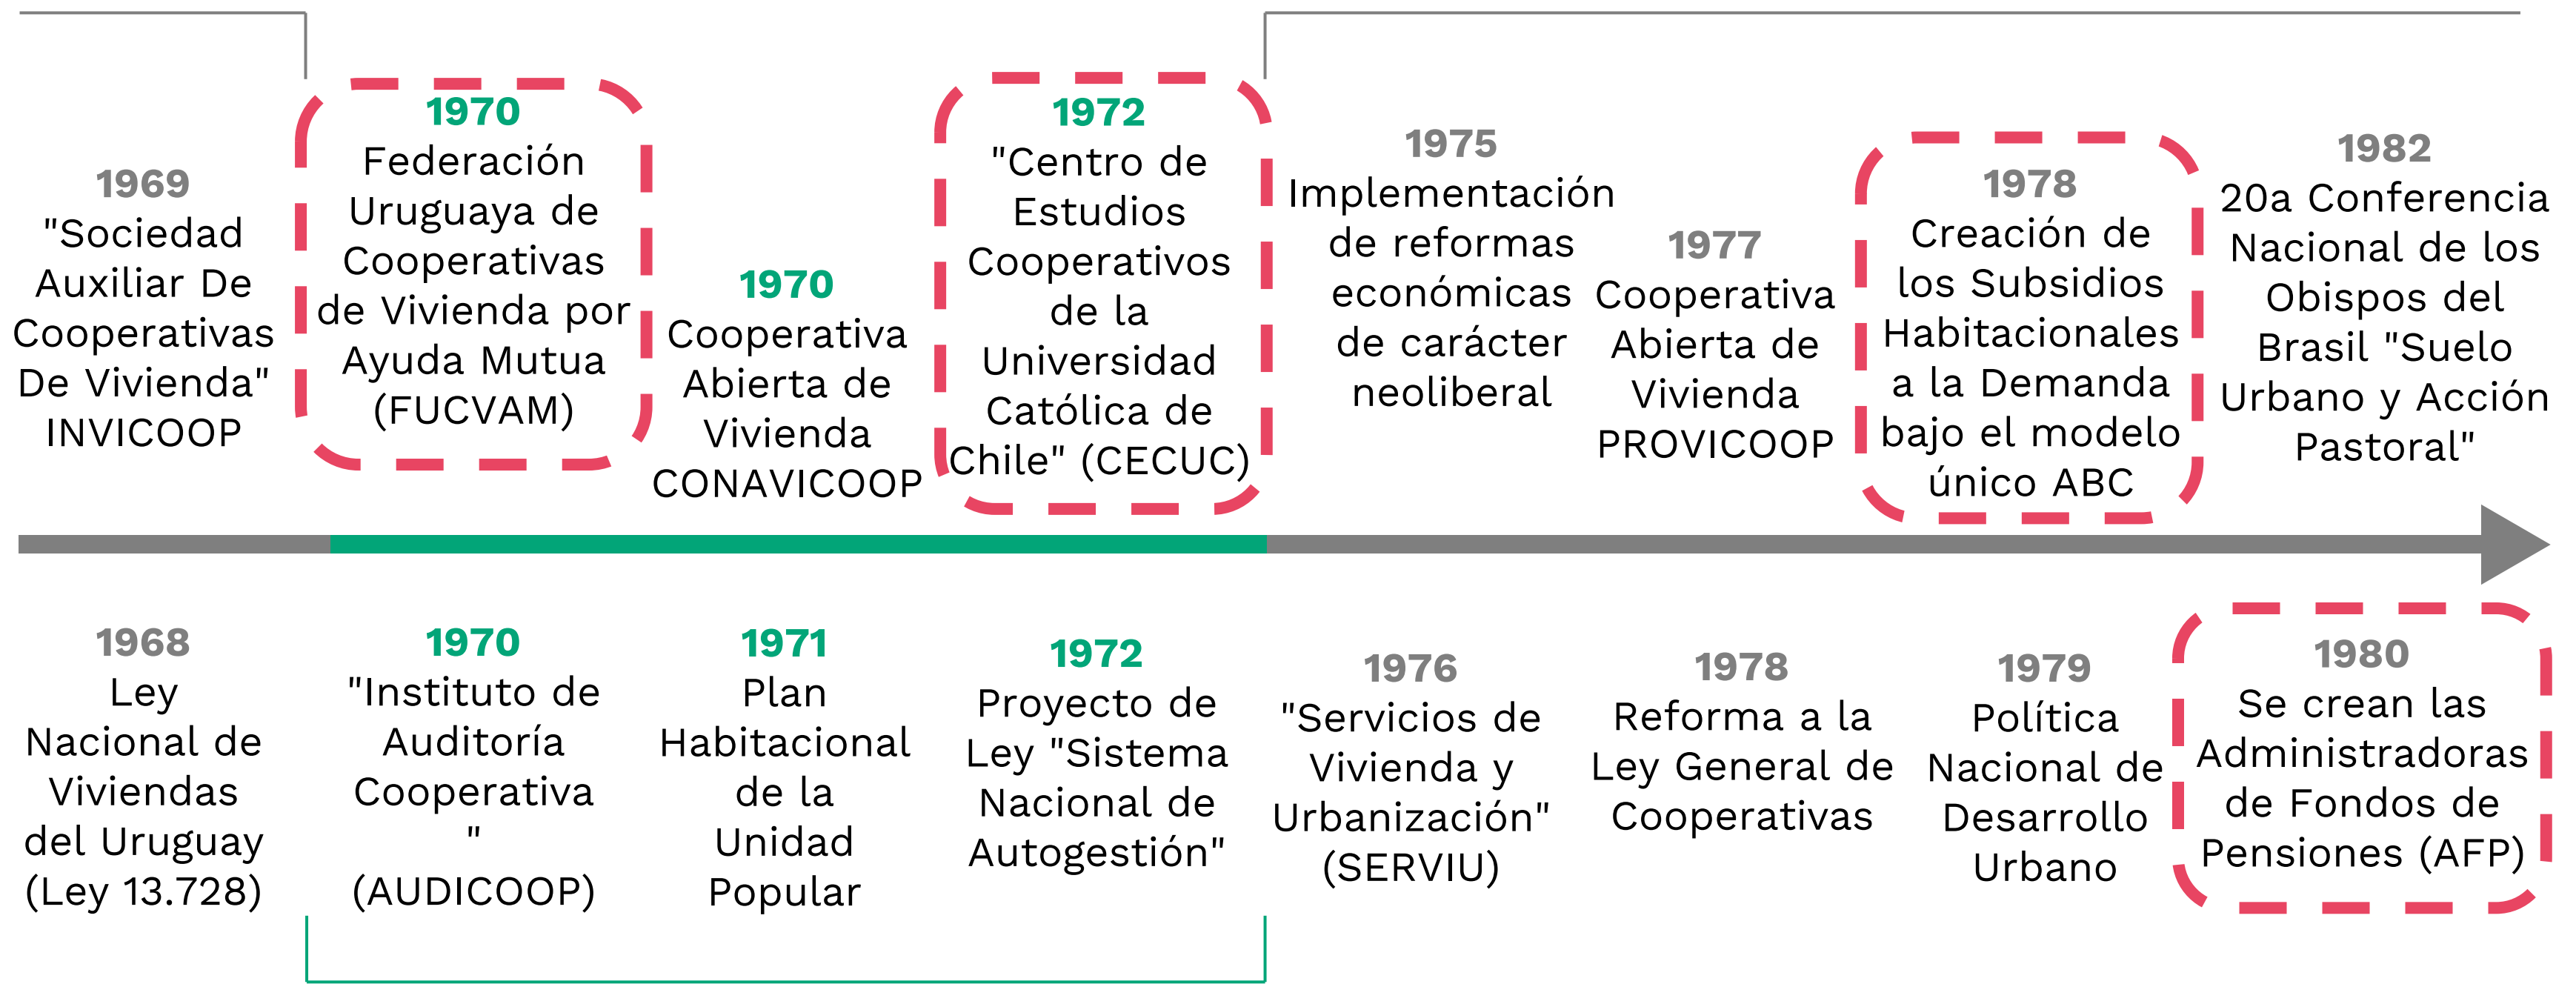 1969
"Sociedad
Auxiliar De
Cooperativas
De Vivienda"
INVICOOP
1970
Federación
Uruguaya de
Cooperativas
de Vivienda por
Ayuda Mutua
(FUCVAM)
1970
Cooperativa
Abierta de
Vivienda
CONAVICOOP
1972
"Centro de
Estudios
Cooperativos
de la
Universidad
Católica de
Chile" (CECUC)
1975
Implementación
de reformas
económicas
de carácter
neoliberal
1977
Cooperativa
Abierta de
Vivienda
PROVICOOP
1978
Creación de
los Subsidios
Habitacionales
a la Demanda
bajo el modelo
único ABC
1982
20a Conferencia
Nacional de los
Obispos del
Brasil "Suelo
Urbano y Acción
Pastoral"
1968
Ley
Nacional de
Viviendas
del Uruguay
(Ley 13.728)
1970
"Instituto de
Auditoría
Cooperativa
"
(AUDICOOP)
1971
Plan
Habitacional
de la
Unidad
Popular
1972
Proyecto de
Ley "Sistema
Nacional de
Autogestión"
1976
"Servicios de
Vivienda y
Urbanización"
(SERVIU)
1978
Reforma a la
Ley General de
Cooperativas
1979
Política
Nacional de
Desarrollo
Urbano
1980
Se crean las
Administradoras
de Fondos de
Pensiones (AFP)